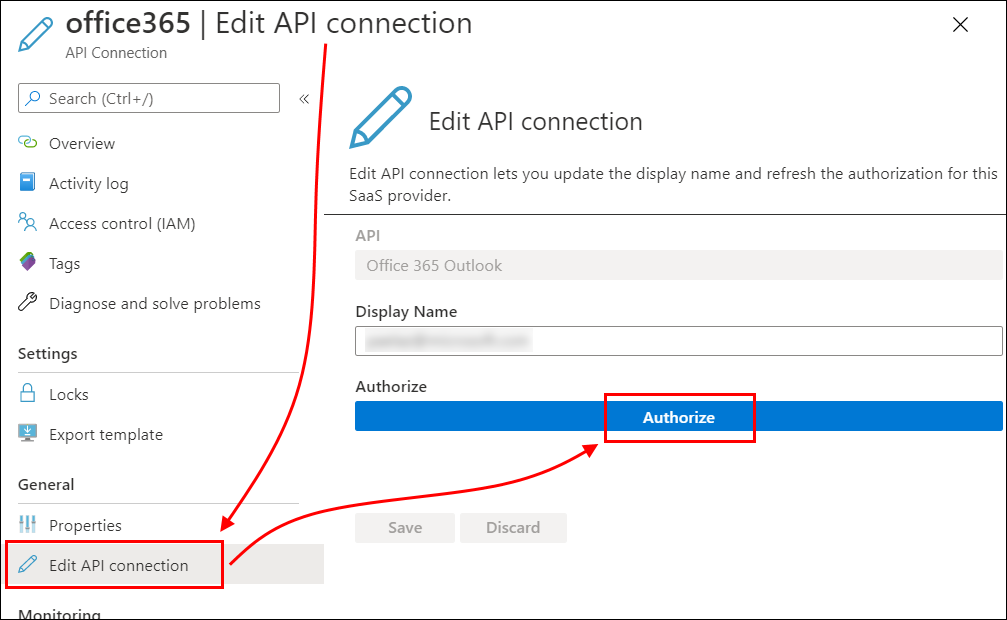 office365 | Edit API connection
API Connection
Search (Ctrl+/)
«
Overview
Activity log
Access control (IAM)
Tags
Diagnose and solve problems
Settings
Locks
Export template
General
Properties
Edit API connection
Monitoring
Edit API connection
Edit API connection lets you update the display name and refresh the authorization for this
SaaS provider.
API
Office 365 Outlook
Display Name
Authorize
Authorize
Save
Discard